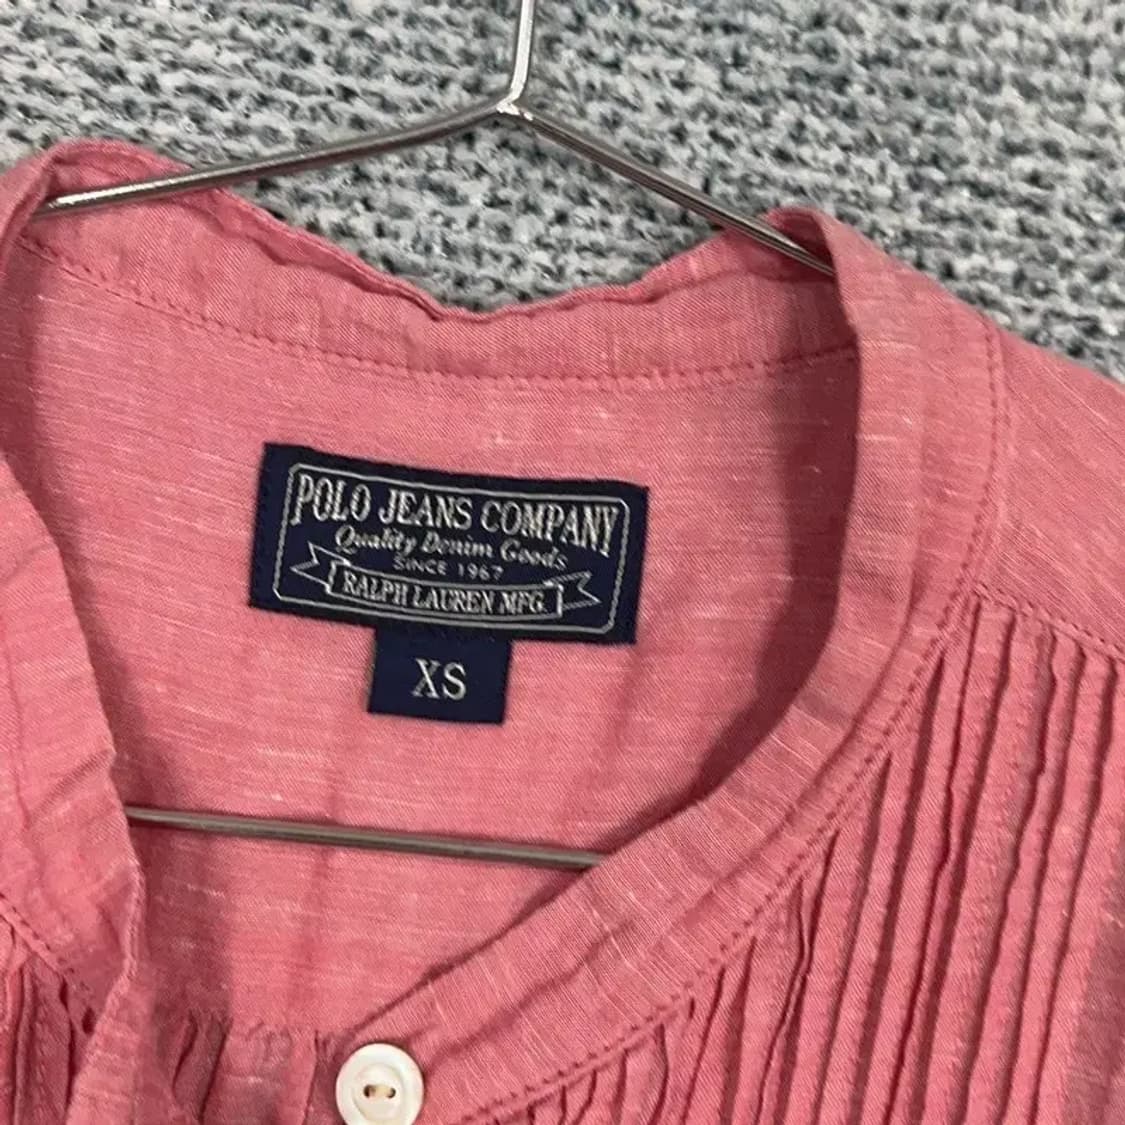 POLO JEANS COMPANY
Quality Denim Goods
SINCE 1967
RALPH LAUREN MFG.
XS